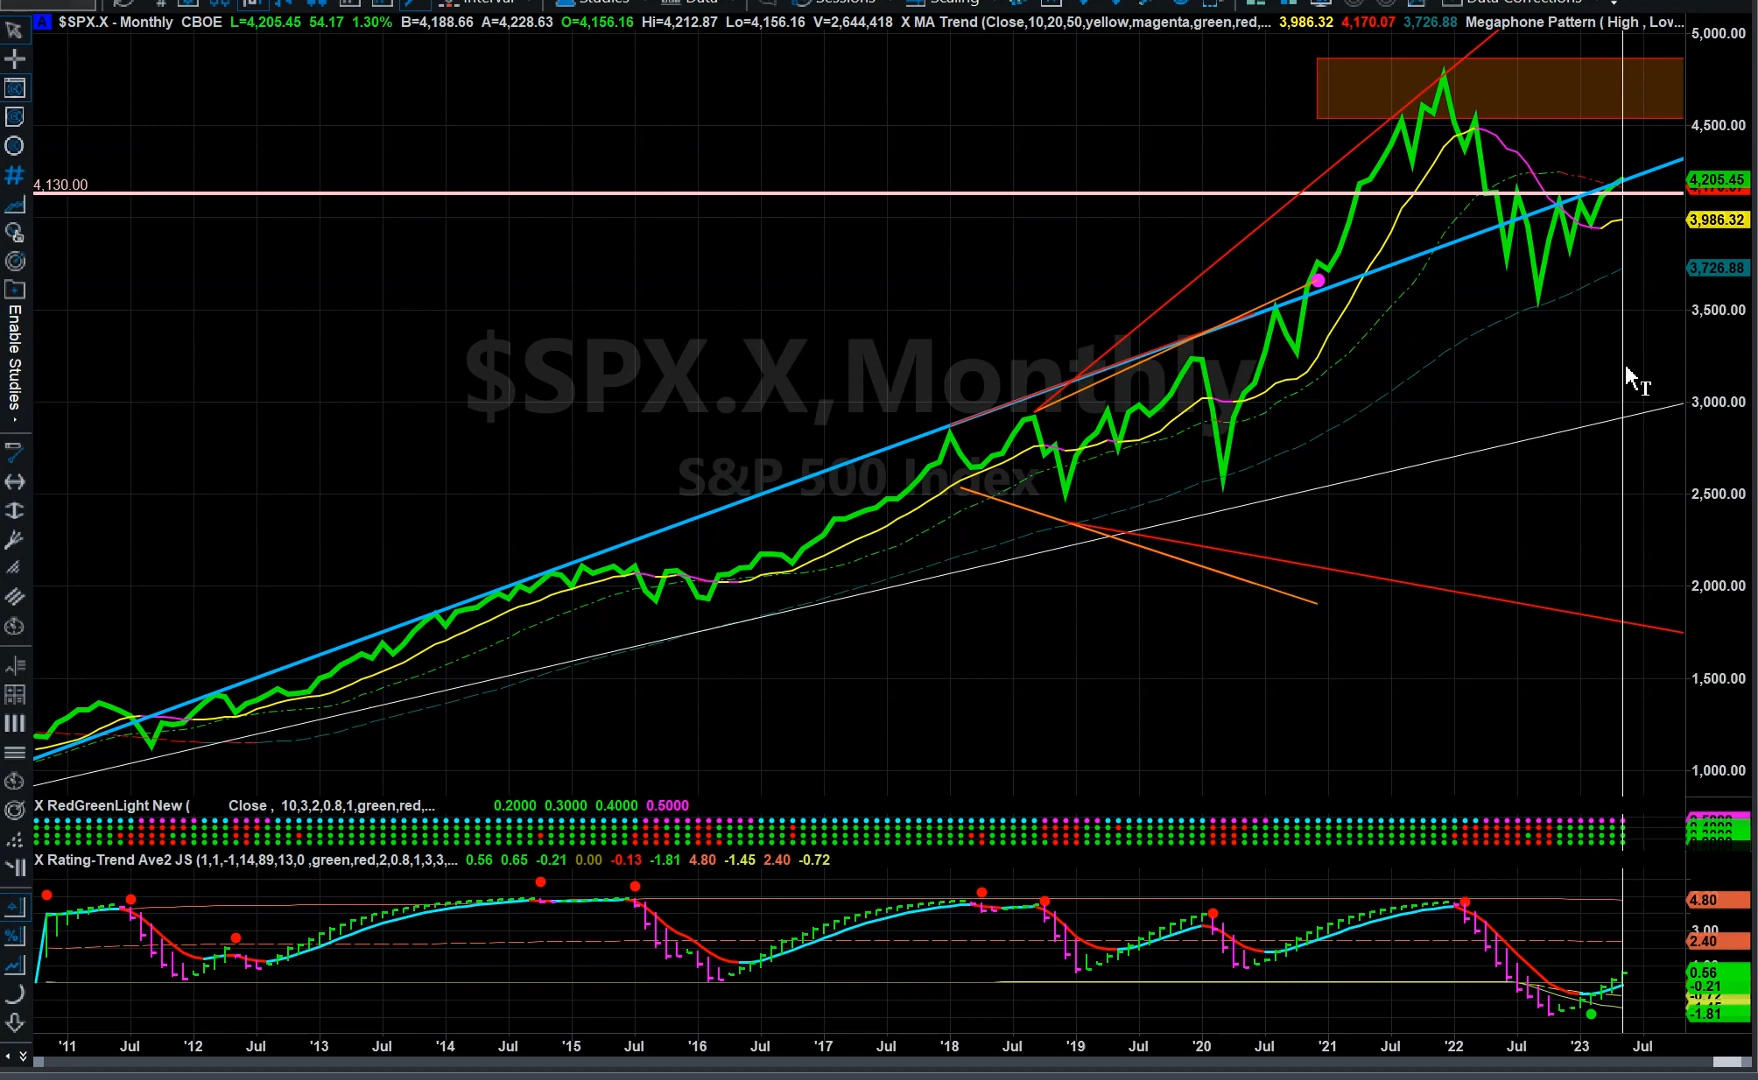 Interval Studies Data Sessions Scaling Data Corrections
A $SPX.X - Monthly CBOE L=4,205.45 54.17 1.30% B=4,188.66 A=4,228.63 O=4,156.16 Hi=4,212.87 Lo=4,156.16 V=2,644,418 X MA Trend (Close,10,20,50,yellow,magenta,green,red,... 3,986.32 4,170.07 3,726.88 Megaphone Pattern ( High , Lov...
5,000.00
4,500.00
4,130.00
4,205.45
3,986.32
3,726.88
3,500.00
Enable Studies
$SPX.X,Monthly
3,000.00
S&P 500 Index
2,500.00
2,000.00
1,500.00
1,000.00
X RedGreenLight New ( Close , 10,3,2,0.8,1,green,red,... 0.2000 0.3000 0.4000 0.5000
X Rating-Trend Ave2 JS (1,1,-1,14,89,13,0 ,green,red,2,0.8,1,3,3,... 0.56 0.65 -0.21 0.00 -0.13 -1.81 4.80 -1.45 2.40 -0.72
4.80
3.00
2.40
0.56
-0.21
-1.81
'11 Jul '12 Jul '13 Jul '14 Jul '15 Jul '16 Jul '17 Jul '18 Jul '19 Jul '20 Jul '21 Jul '22 Jul '23 Jul